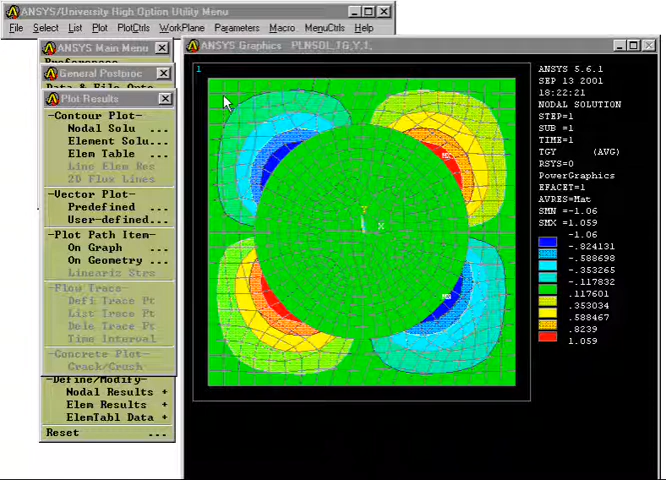 ANSYS/University High Option Utility Menu
File Select List Plot PlotCtrls WorkPlane Parameters Macro MenuCtrls Help
ANSYS Main Menu
Preferences
General Postproc
Data & File Opts
Plot Results
-Contour Plot-
Nodal Solu ...
Element Solu...
Elem Table ...
Line Elem Res
2D Flux Lines
-Vector Plot-
Predefined ...
User-defined...
-Plot Path Item-
On Graph ...
On Geometry ...
Lineariz Strs
-Flow Trace-
Defi Trace Pt
List Trace Pt
Dele Trace Pt
Time Interval
-Concrete Plot-
Crack/Crush
-Define/Modify-
Nodal Results +
Elem Results +
ElemTabl Data +
Reset ...
ANSYS Graphics PLNSOL,TG,Y,1,
1
MX
Y
X
ANSYS 5.6.1
SEP 13 2001
18:22:21
NODAL SOLUTION
STEP=1
SUB =1
TIME=1
TGY (AVG)
RSYS=0
PowerGraphics
EFACET=1
AVRES=Mat
SMN =-1.06
SMX =1.059
-1.06
-.824131
-.588698
-.353265
-.117832
.117601
.353034
.588467
.8239
1.059